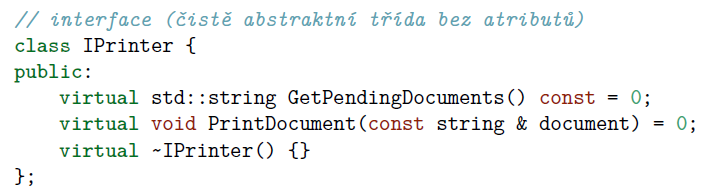 // interface (čistě abstraktní třída bez atributů)
class IPrinter {
public:
    virtual std::string GetPendingDocuments() const = 0;
    virtual void PrintDocument(const string & document) = 0;
    virtual ~IPrinter() {}
};